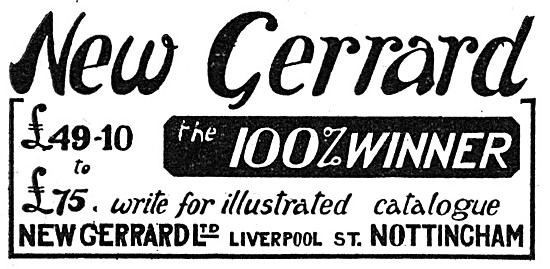 New Gerrard
£49-10
to
£75.
the 100% WINNER
write for illustrated catalogue
NEW GERRARD LTD LIVERPOOL ST. NOTTINGHAM